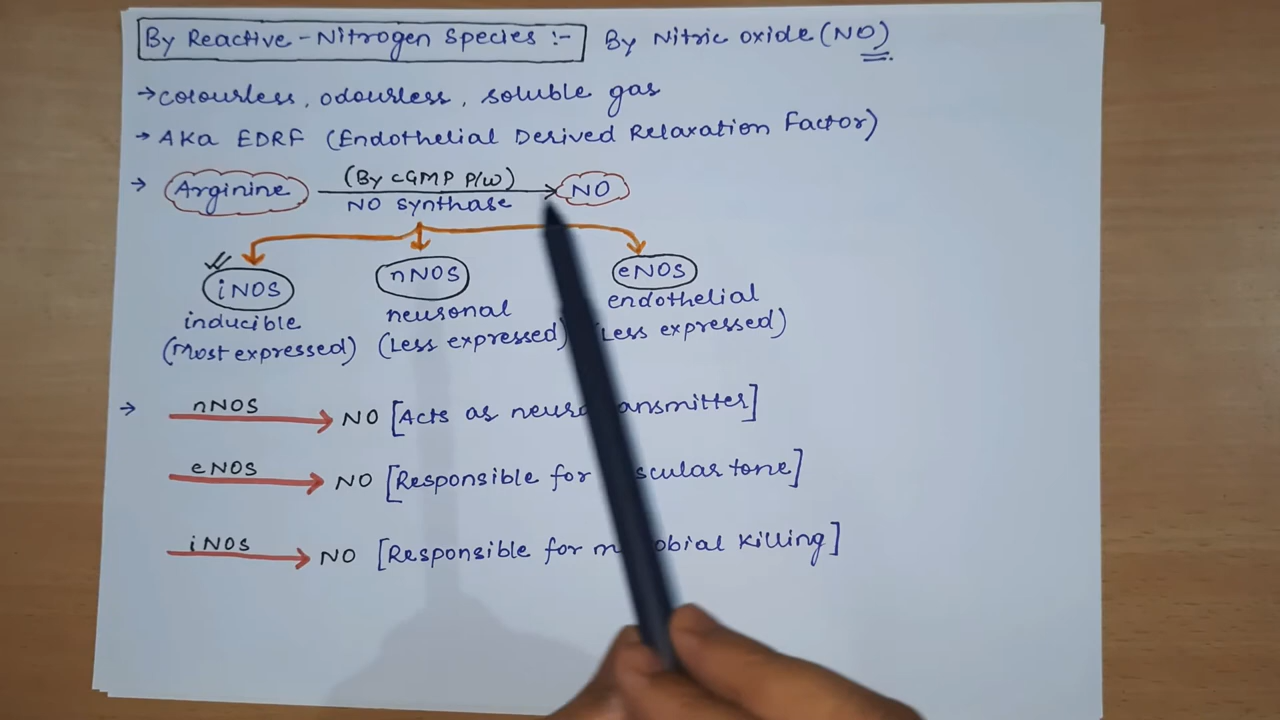 By Reactive-Nitrogen Species :- By Nitric oxide (NO)
→ colourless, odourless, soluble gas
→ AKA EDRF (Endothelial Derived Relaxation Factor)
→ Arginine (By cGMP P/W) NO synthase → NO
iNOS nNOS eNOS
inducible neuronal endothelial
(Most expressed) (Less expressed) (Less expressed)
→ nNOS → NO [Acts as
eNOS → NO [Responsible for tone]
iNOS → NO [Responsible for killing]